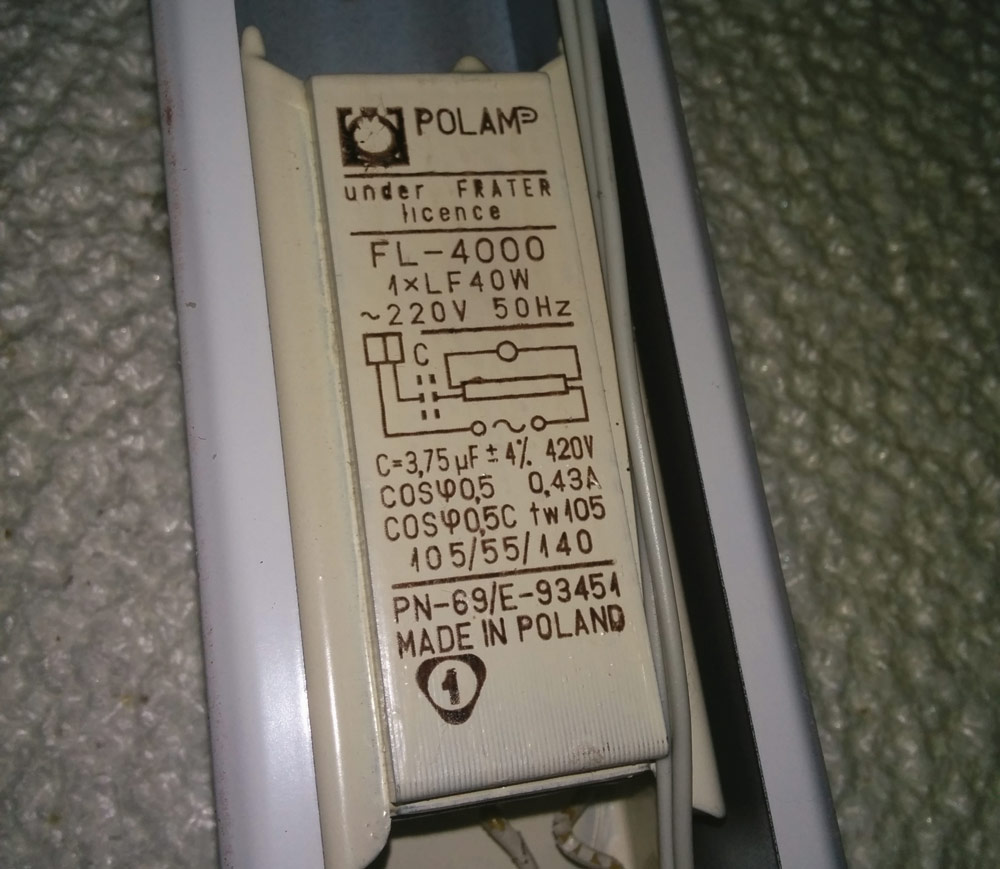 POLAMP
under FRATER
licence
FL-4000
1×LF40W
~220V 50Hz
C
C=3,75 µF ± 4% 420V
COSφ0,5 0,43A
COSφ0,5C tw105
105/55/140
PN-69/E-93451
MADE IN POLAND
1